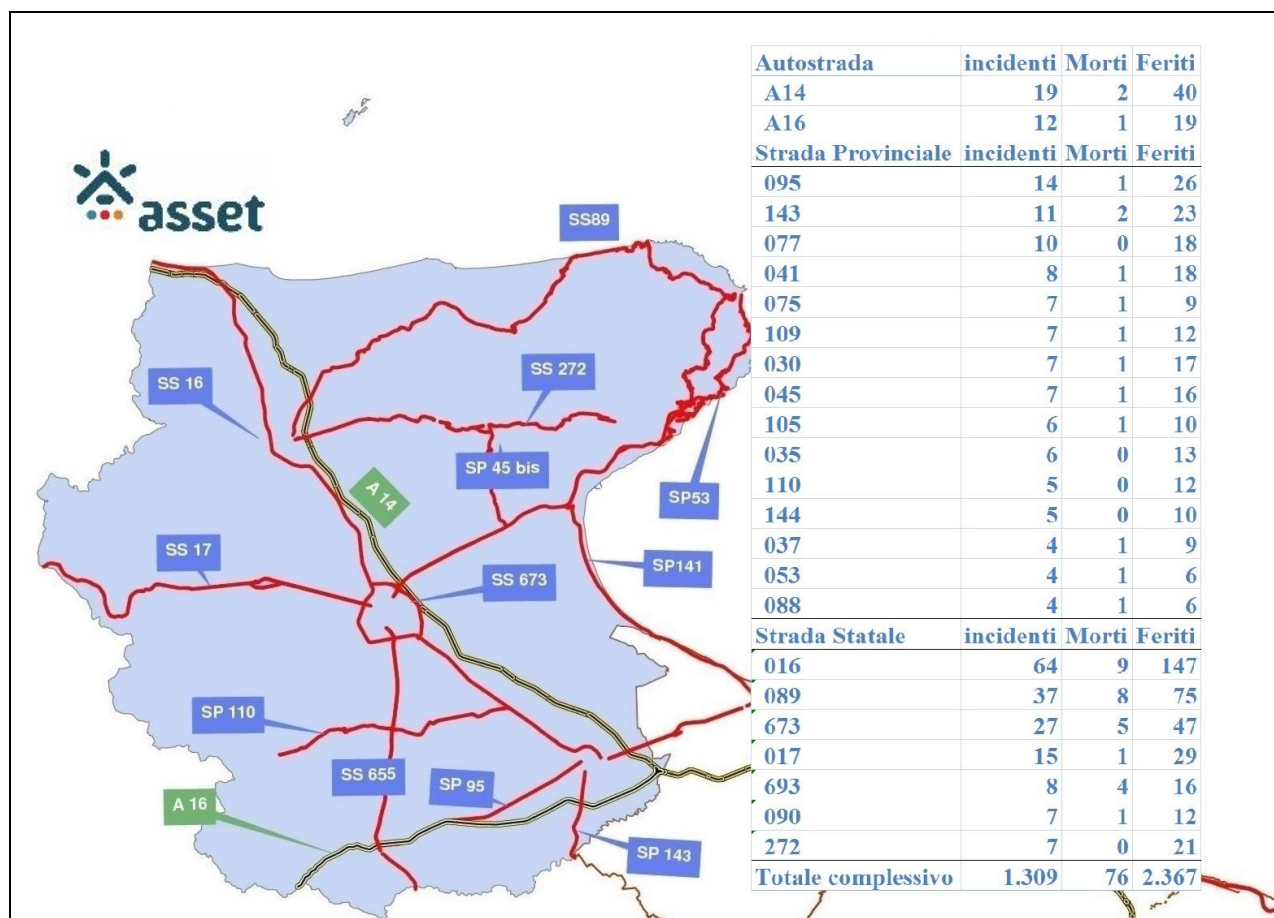 asset
SS89
SS 16
SS 272
SP 45 bis
A 14
SP53
SS 17
SS 673
SP141
SP 110
SS 655
SP 95
A 16
SP 143
Autostrada incidenti Morti Feriti
A14 19 2 40
A16 12 1 19
Strada Provinciale incidenti Morti Feriti
095 14 1 26
143 11 2 23
077 10 0 18
041 8 1 18
075 7 1 9
109 7 1 12
030 7 1 17
045 7 1 16
105 6 1 10
035 6 0 13
110 5 0 12
144 5 0 10
037 4 1 9
053 4 1 6
088 4 1 6
Strada Statale incidenti Morti Feriti
016 64 9 147
089 37 8 75
673 27 5 47
017 15 1 29
693 8 4 16
090 7 1 12
272 7 0 21
Totale complessivo 1.309 76 2.367